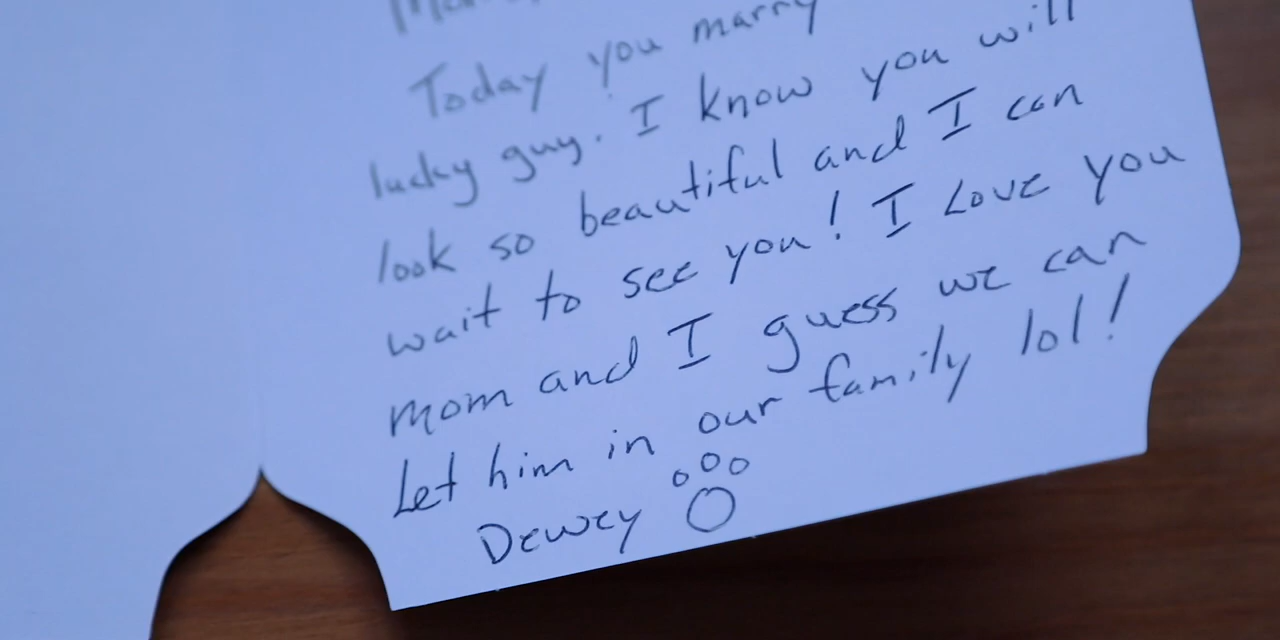 Today you marry
lucky guy. I know you will
look so beautiful and I can
wait to see you! I Love you
mom and I guess we can
Let him in our family lol!
Dewey